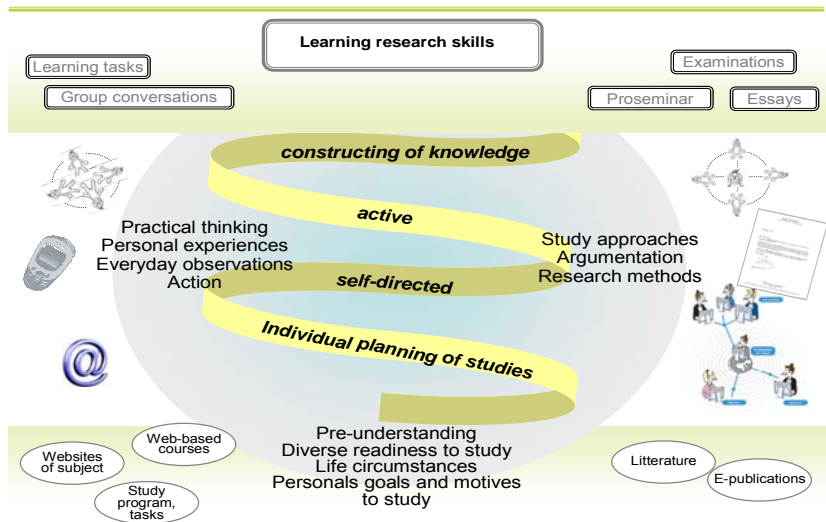 Learning research skills
Learning tasks
Group conversations
Examinations
Proseminar
Essays
constructing of knowledge
active
Practical thinking
Personal experiences
Everyday observations
Action
Study approaches
Argumentation
Research methods
self-directed
Individual planning of studies
@
Pre-understanding
Diverse readiness to study
Life circumstances
Personals goals and motives
to study
Websites
of subject
Web-based
courses
Study
program,
tasks
Litterature
E-publications